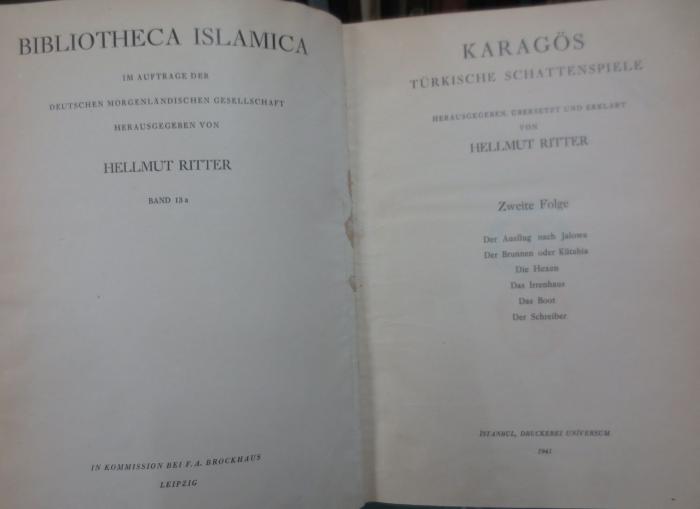 BIBLIOTHECA ISLAMICA
IM AUFTRAGE DER
DEUTSCHEN MORGENLÄNDISCHEN GESELLSCHAFT
HERAUSGEGEBEN VON
HELLMUT RITTER
BAND 13 a
IN KOMMISSION BEI F. A. BROCKHAUS
LEIPZIG
KARAGÖS
TÜRKISCHE SCHATTENSPIELE
HERAUSGEGEBEN, ÜBERSETZT UND ERKLÄRT
VON
HELLMUT RITTER
Zweite Folge
Der Ausflug nach Jalowa
Der Brunnen oder Kütahia
Die Hexen
Das Irrenhaus
Das Boot
Der Schreiber
ISTANBUL, DRUCKEREI UNIVERSUM
1941